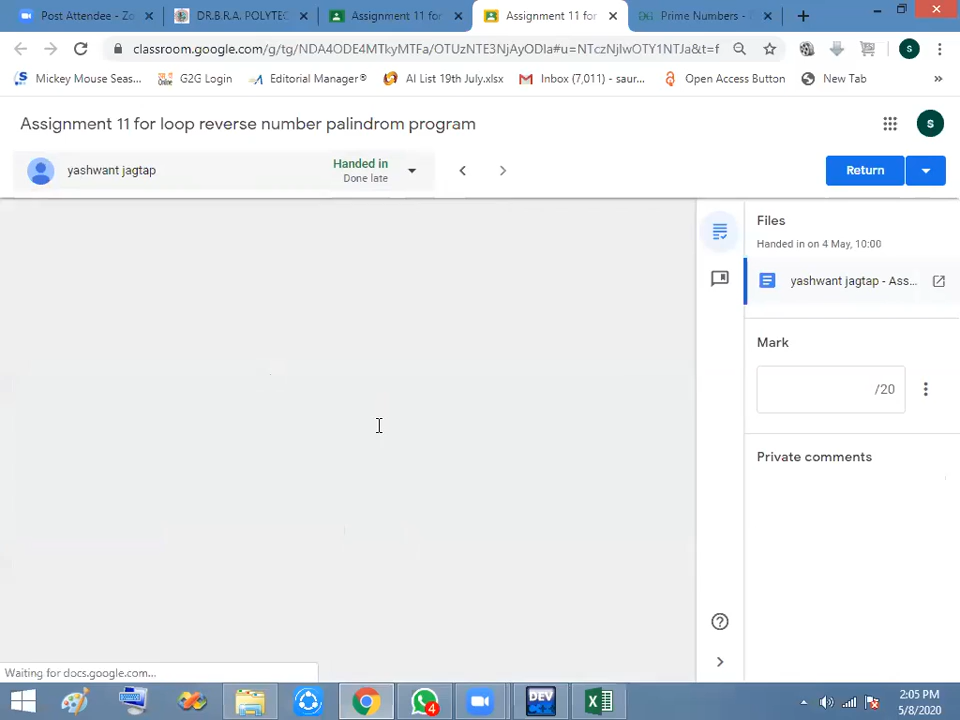 Post Attendee - Zo
DR.B.R.A. POLYTEC
Assignment 11 for
Assignment 11 for l
Prime Numbers - P
classroom.google.com/g/tg/NDA4ODE4MTkyMTFa/OTUzNTE3NjAyODla#u=NTczNjIwOTY1NTJa&t=f
S
Mickey Mouse Seas...
G2G Login
Editorial Manager®
AI List 19th July.xlsx
Inbox (7,011) - saur...
Open Access Button
New Tab
»
Assignment 11 for loop reverse number palindrom program
S
yashwant jagtap
Handed in
Done late
Return
Files
Handed in on 4 May, 10:00
yashwant jagtap - Ass...
Mark
/20
Private comments
Waiting for docs.google.com...
DEV
4
2:05 PM
5/8/2020